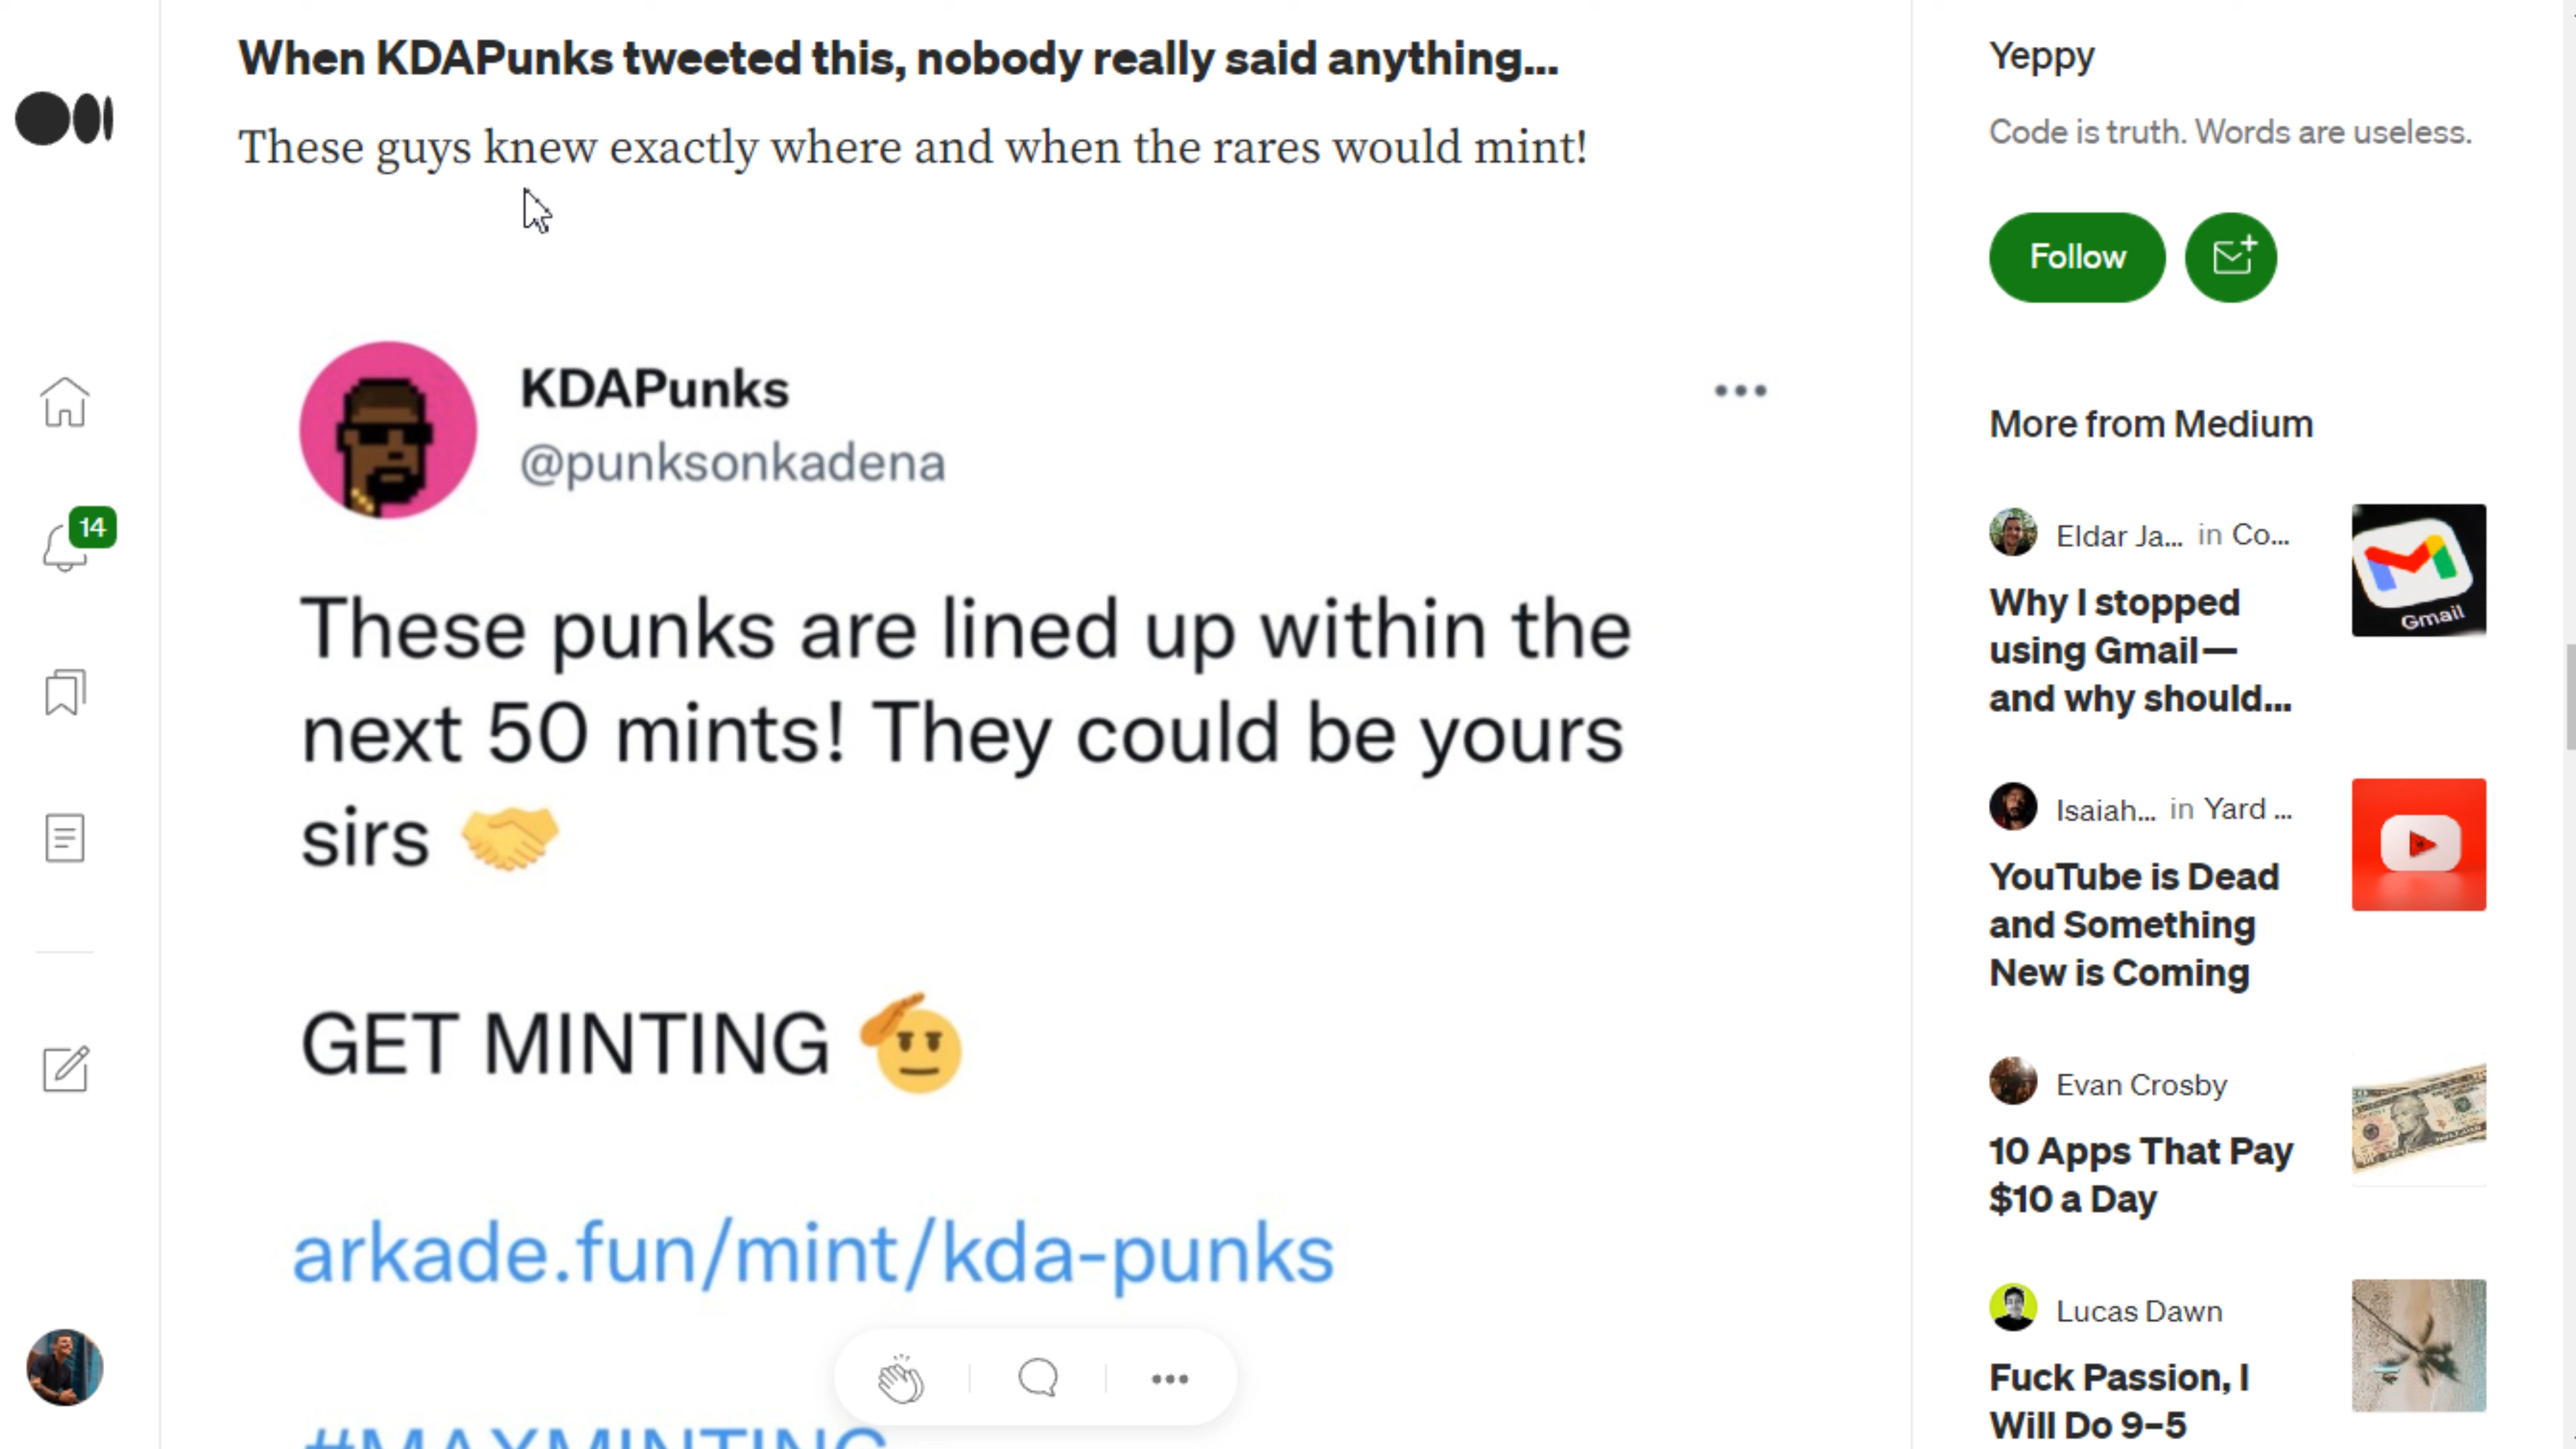 When KDAPunks tweeted this, nobody really said anything...
These guys knew exactly where and when the rares would mint!
KDAPunks
@punksonkadena
These punks are lined up within the
next 50 mints! They could be yours
sirs 🤝
GET MINTING 🫡
arkade.fun/mint/kda-punks
#MAXMINTING
14
Yeppy
Code is truth. Words are useless.
Follow
More from Medium
Eldar Ja... in Co...
Why I stopped
using Gmail—
and why should...
Gmail
Isaiah... in Yard ...
YouTube is Dead
and Something
New is Coming
Evan Crosby
10 Apps That Pay
$10 a Day
Lucas Dawn
Fuck Passion, I
Will Do 9–5